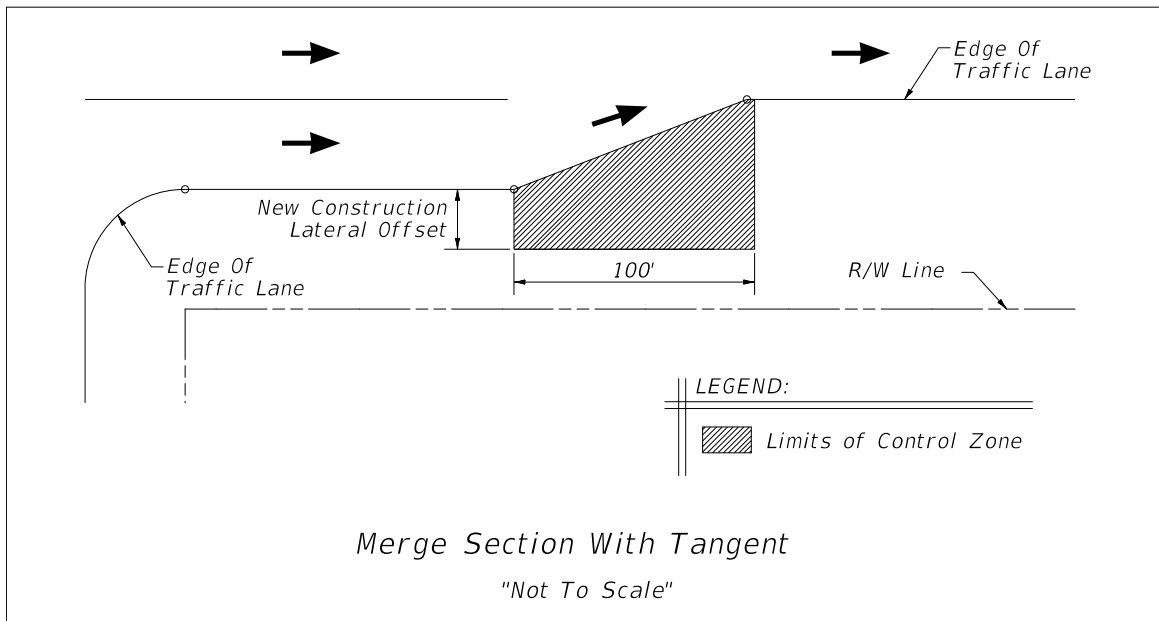 Edge Of
Traffic Lane
New Construction
Lateral Offset
Edge Of
Traffic Lane
100'
R/W Line
LEGEND:
Limits of Control Zone
Merge Section With Tangent
"Not To Scale"